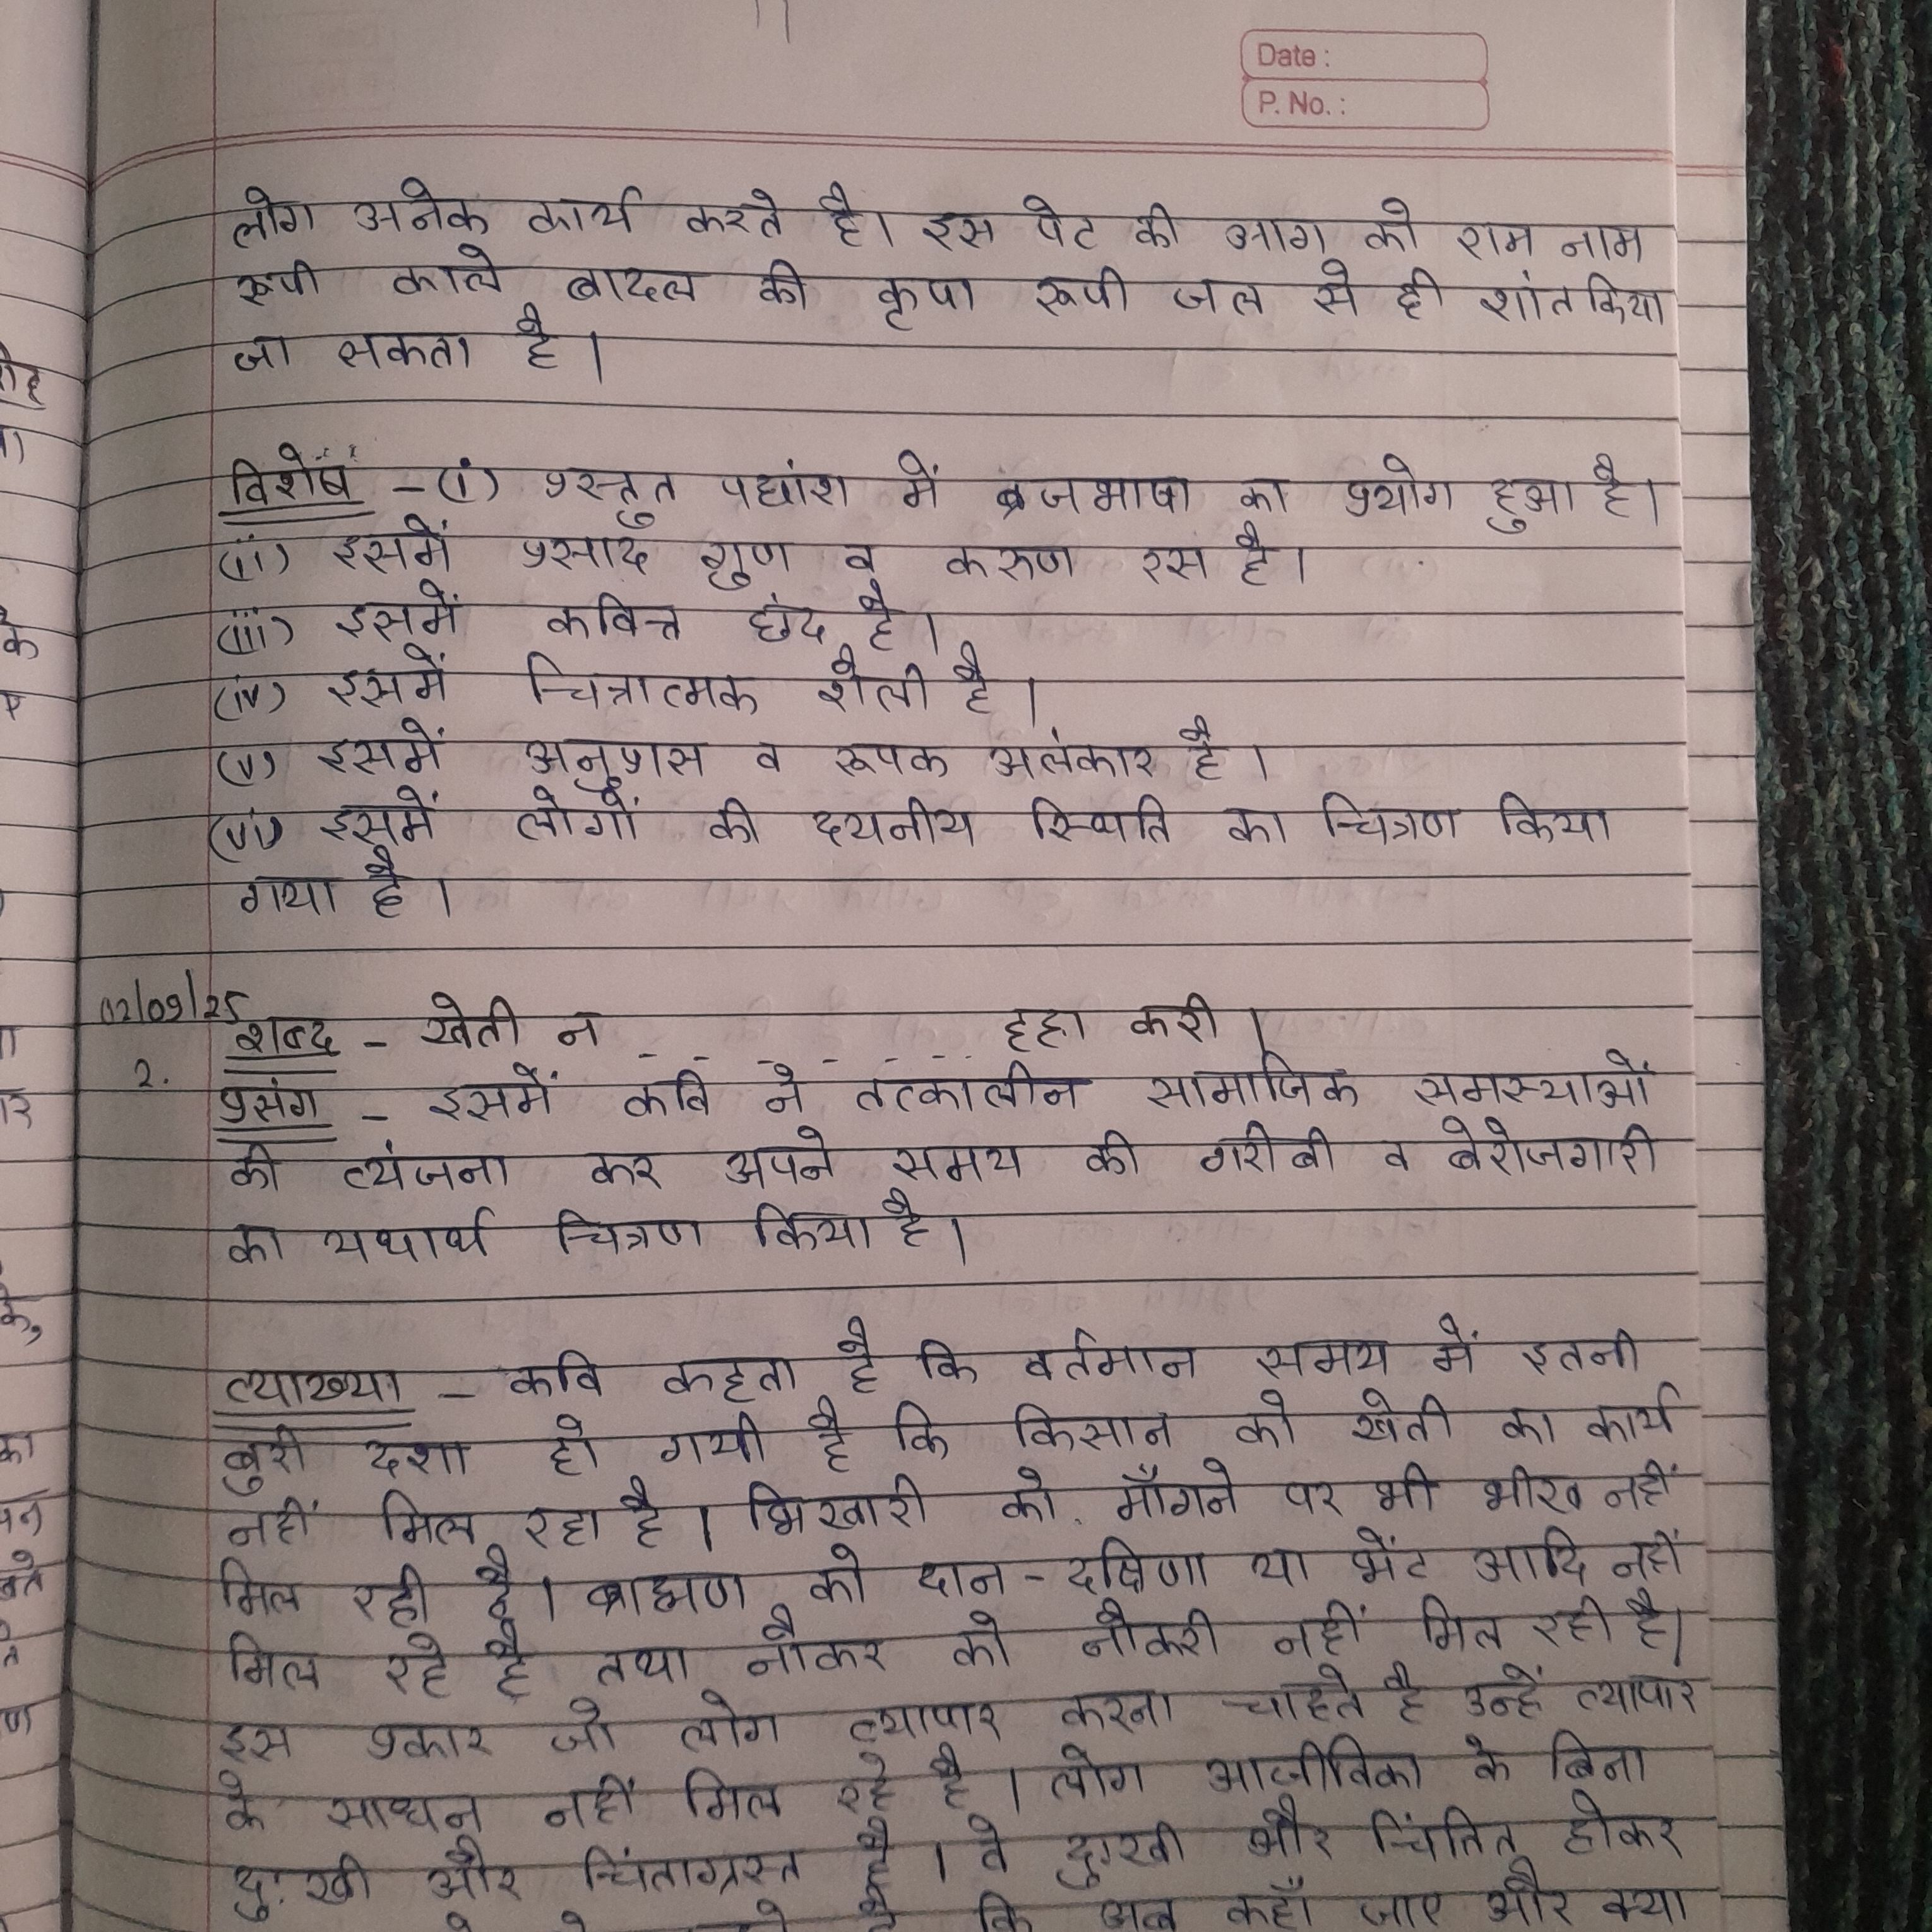 Date :
P. No. :
लोग अनेक कार्य करते है। इस पेट की आग को राम नाम
रूपी काले बादल की कृपा रूपी जल से ही शांत किया
जा सकता है।
विशेष - (i) प्रस्तुत पद्यांश में ब्रजभाषा का प्रयोग हुआ है।
(ii) इसमें प्रसाद गुण व करुण रस है।
(iii) इसमें कवित्त छंद है।
(iv) इसमें चित्रात्मक शैली है।
(v) इसमें अनुप्रास व रूपक अलंकार है।
(vi) इसमें लोगों की दयनीय स्थिति का चित्रण किया
गया है।
02/09/25
शब्द - खेती न - - - - - - हहा करी।
2.
प्रसंग - इसमें कवि ने तत्कालीन सामाजिक समस्याओं
की व्यंजना कर अपने समय की गरीबी व बेरोजगारी
का यथार्थ चित्रण किया है।
व्याख्या - कवि कहता है कि वर्तमान समय में इतनी
बुरी दशा हो गयी है कि किसान को खेती का कार्य
नहीं मिल रहा है। भिखारी को माँगने पर भी भीख नहीं
मिल रही है। ब्राह्मण को दान-दक्षिणा या भेंट आदि नहीं
मिल रहे है तथा नौकर को नौकरी नहीं मिल रही है।
इस प्रकार जो लोग व्यापार करना चाहते है उन्हें व्यापार
के साधन नहीं मिल रहे है। लोग आजीविका के बिना
दु:खी और चिंताग्रस्त है। वे दुखी और चिंतित होकर
कि अब कहाँ जाए और क्या